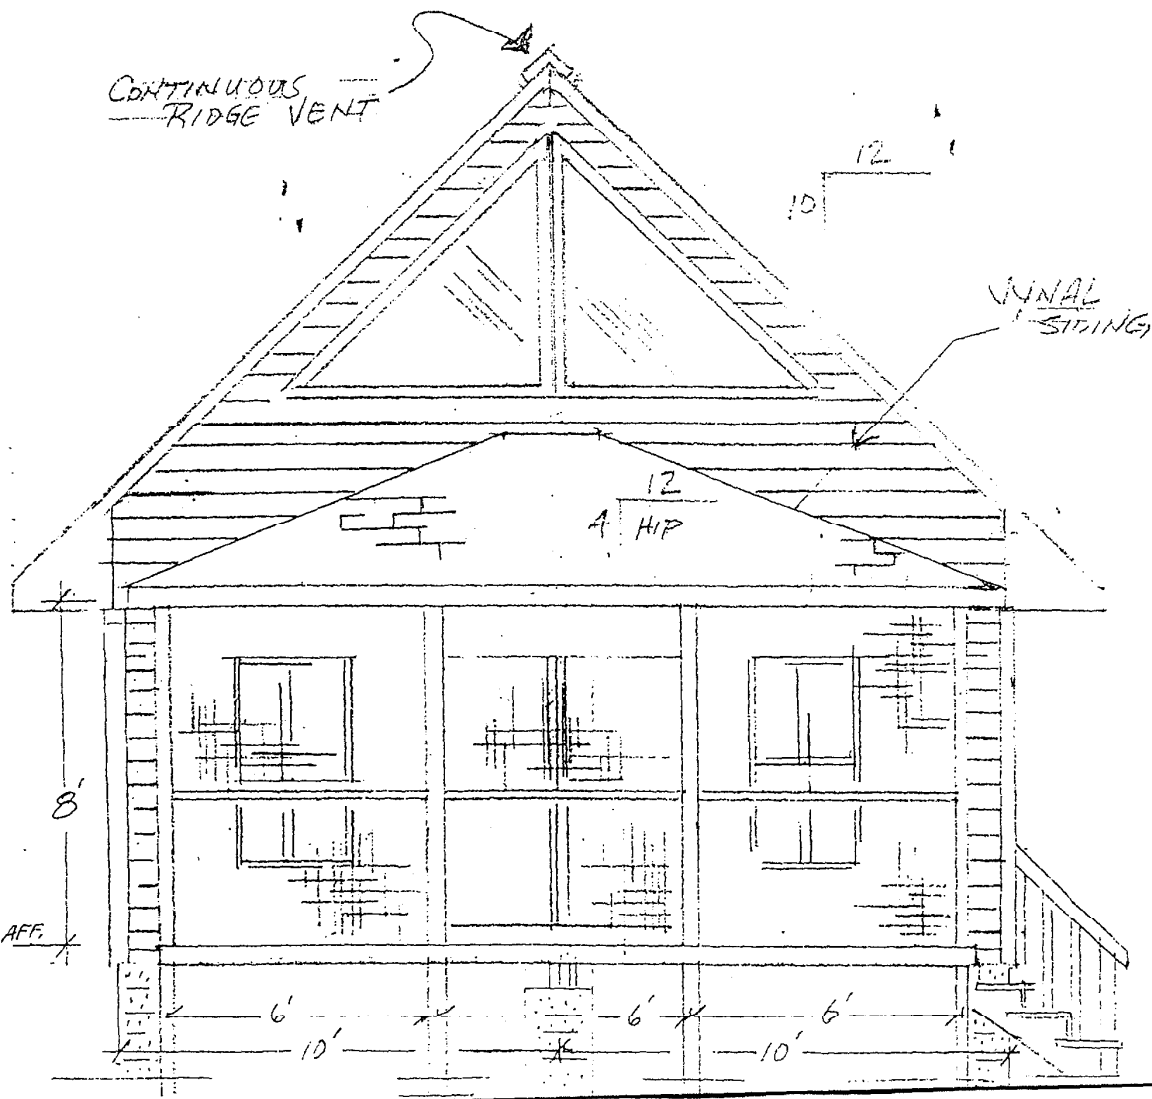 CONTINUOUS
RIDGE VENT
12
10
VYNAL
SIDING
12
4 HIP
8'
AFF.
6' 6' 6'
10' 10'